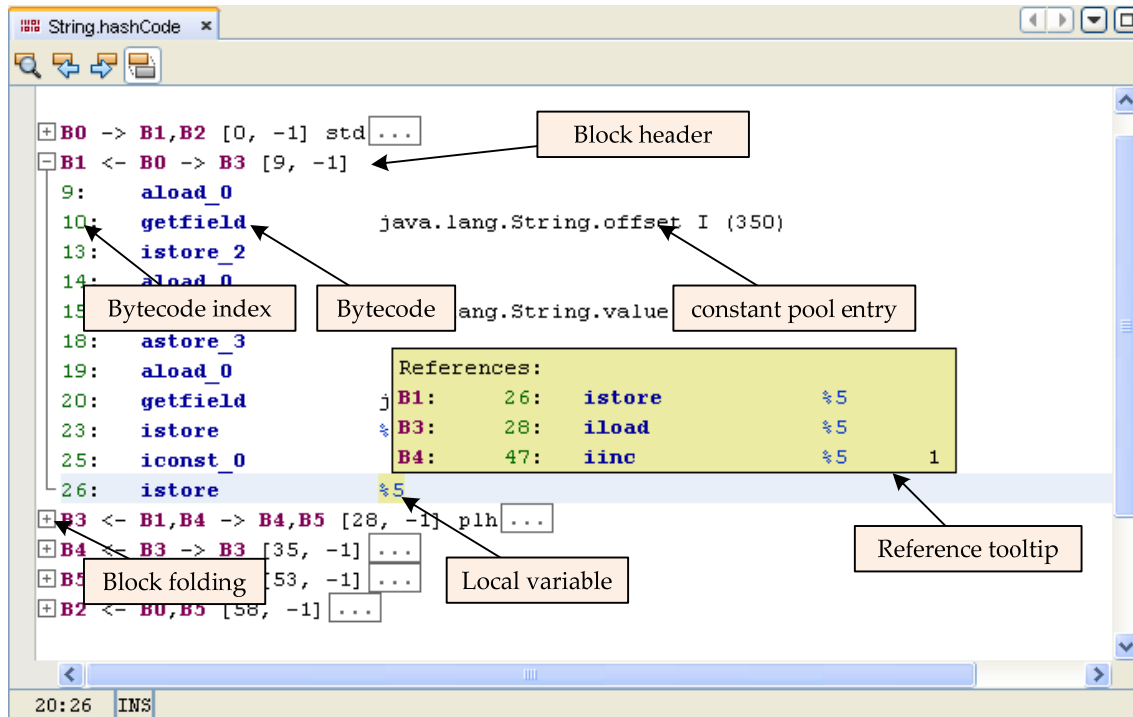 String.hashCode
B0 -> B1,B2 [0, -1] std ...
Block header
B1 <- B0 -> B3 [9, -1]
9: aload_0
10: getfield java.lang.String.offset I (350)
13: istore_2
14: aload_0
Bytecode index Bytecode constant pool entry
15 ang.String.value
18: astore_3
References:
19: aload_0
B1: 26: istore %5
20: getfield j
B3: 28: iload %5
23: istore %
B4: 47: iinc %5 1
25: iconst_0
26: istore %5
B3 <- B1,B4 -> B4,B5 [28, -1] plh ...
Reference tooltip
B4 <- B3 -> B3 [35, -1] ...
Block folding Local variable
B5 [53, -1] ...
B2 <- B0,B5 [58, -1] ...
20:26 INS